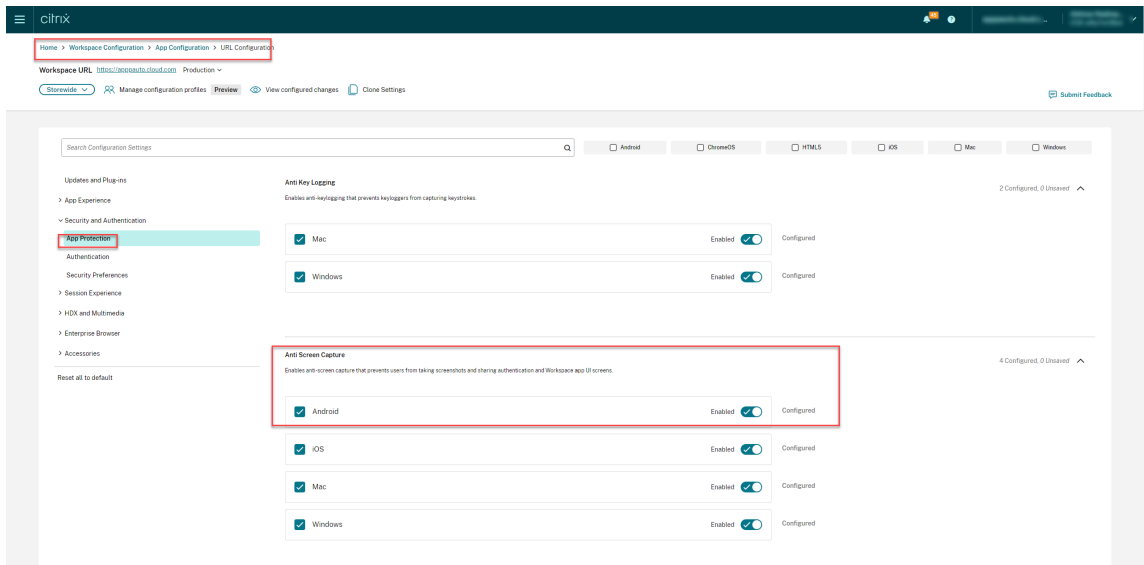 citrix
45
?
Home > Workspace Configuration > App Configuration > URL Configuration
Workspace URL https://apppauto.cloud.com Production
Storewide Manage configuration profiles Preview View configured changes Clone Settings
Submit Feedback
Search Configuration Settings
Android ChromeOS HTML5 iOS Mac Windows
Updates and Plug-ins
App Experience
Security and Authentication
App Protection
Authentication
Security Preferences
Session Experience
HDX and Multimedia
Enterprise Browser
Accessories
Reset all to default
Anti Key Logging
2 Configured, 0 Unsaved
Enables anti-keylogging that prevents keyloggers from capturing keystrokes.
Mac Enabled Configured
Windows Enabled Configured
Anti Screen Capture
4 Configured, 0 Unsaved
Enables anti-screen capture that prevents users from taking screenshots and sharing authentication and Workspace app UI screens.
Android Enabled Configured
iOS Enabled Configured
Mac Enabled Configured
Windows Enabled Configured